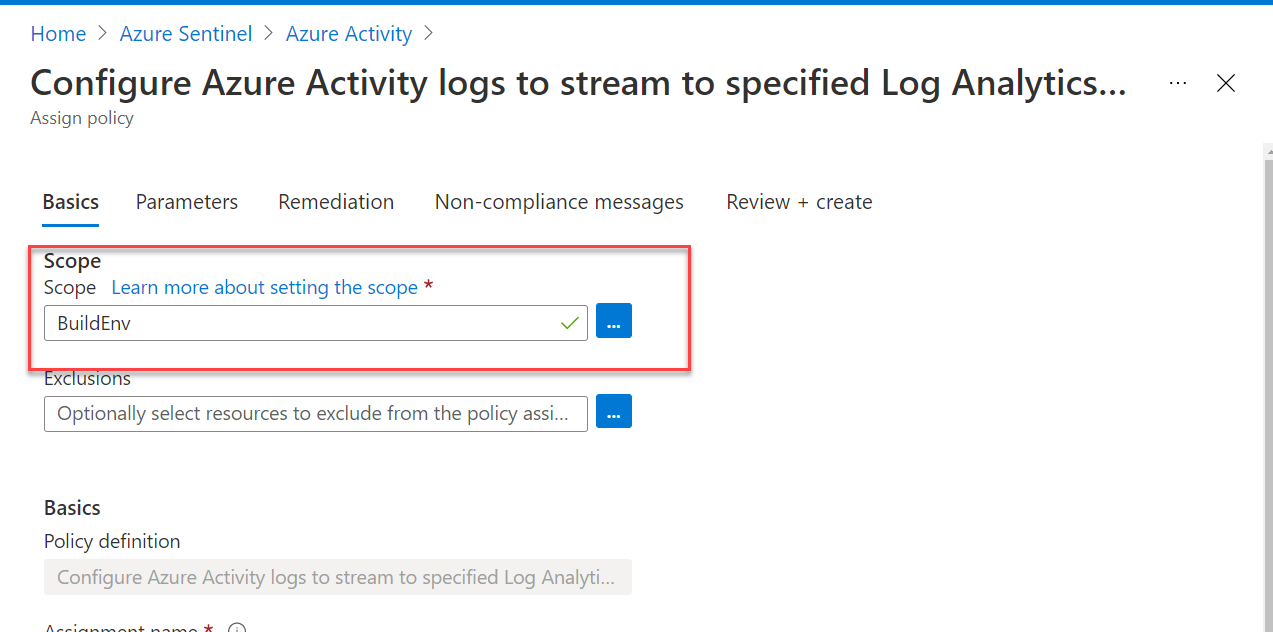 Home > Azure Sentinel > Azure Activity >
Configure Azure Activity logs to stream to specified Log Analytics... ...
Assign policy
Basics Parameters Remediation Non-compliance messages Review + create
Scope
Scope Learn more about setting the scope *
BuildEnv ...
Exclusions
Optionally select resources to exclude from the policy assi... ...
Basics
Policy definition
Configure Azure Activity logs to stream to specified Log Analyti...
Assignment name *